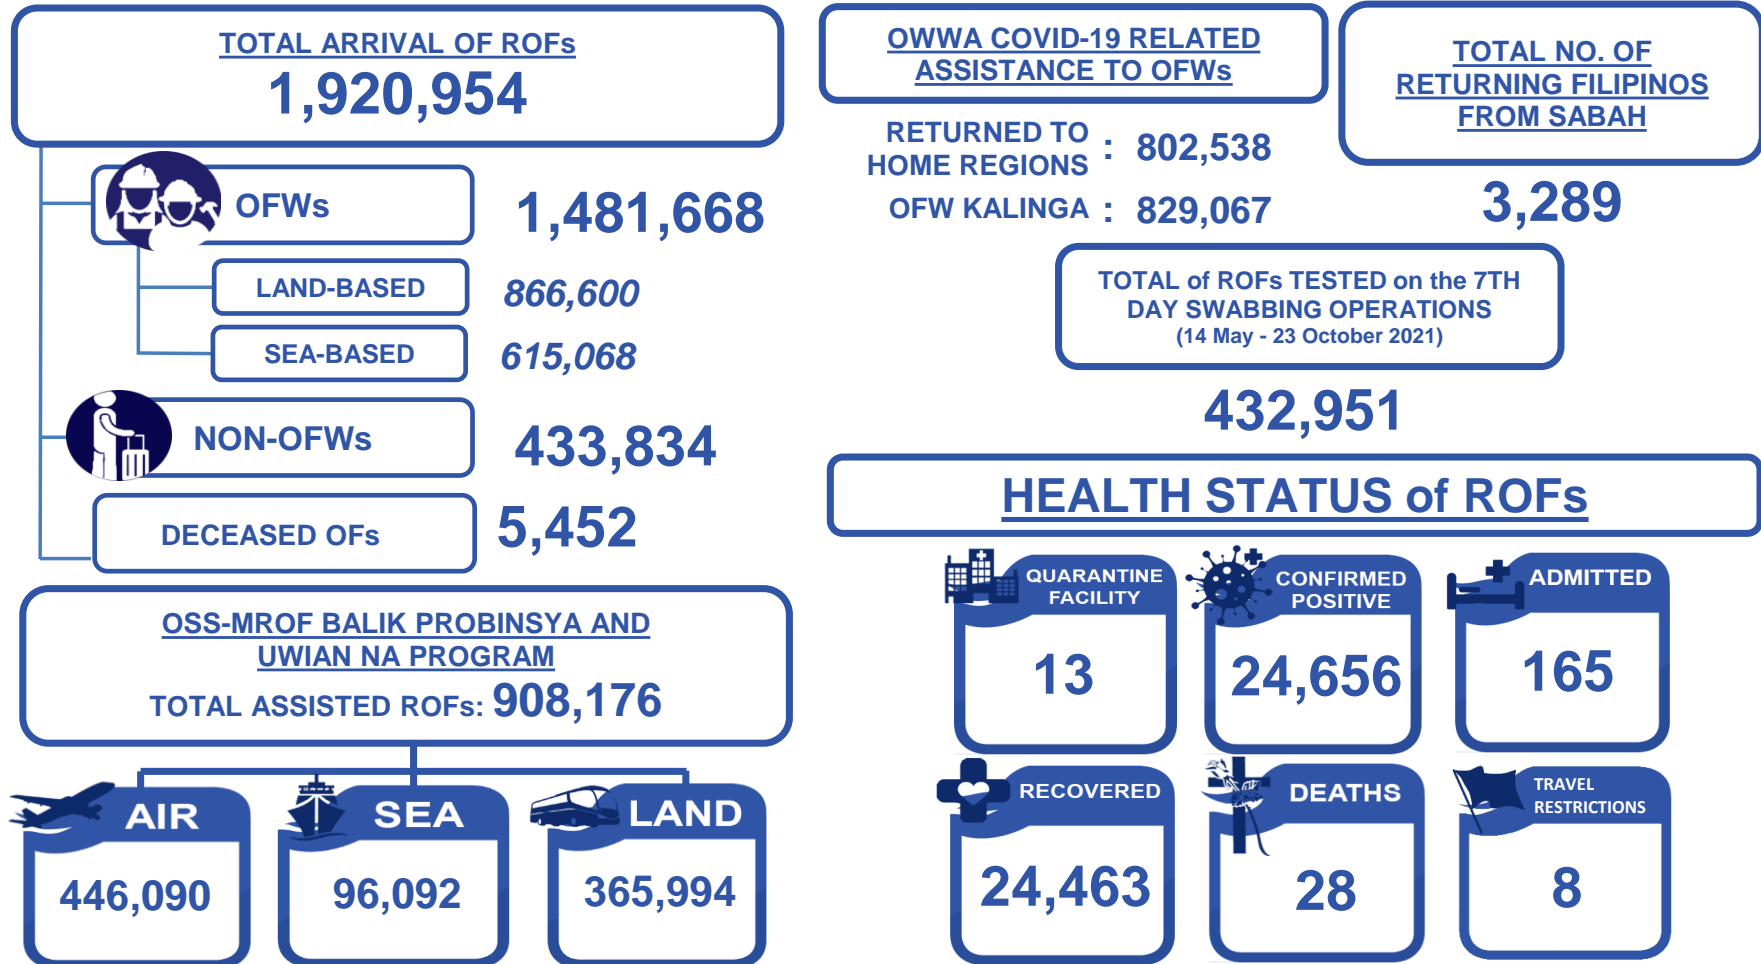 TOTAL ARRIVAL OF ROFs
1,920,954
OFWs
1,481,668
LAND-BASED
866,600
SEA-BASED
615,068
NON-OFWs
433,834
DECEASED OFs
5,452
OSS-MROF BALIK PROBINSYA AND
UWIAN NA PROGRAM
TOTAL ASSISTED ROFs: 908,176
AIR
446,090
SEA
96,092
LAND
365,994
OWWA COVID-19 RELATED
ASSISTANCE TO OFWs
RETURNED TO
HOME REGIONS : 802,538
OFW KALINGA : 829,067
TOTAL NO. OF
RETURNING FILIPINOS
FROM SABAH
3,289
TOTAL of ROFs TESTED on the 7TH
DAY SWABBING OPERATIONS
(14 May - 23 October 2021)
432,951
HEALTH STATUS of ROFs
QUARANTINE
FACILITY
13
CONFIRMED
POSITIVE
24,656
ADMITTED
165
RECOVERED
24,463
DEATHS
28
TRAVEL
RESTRICTIONS
8